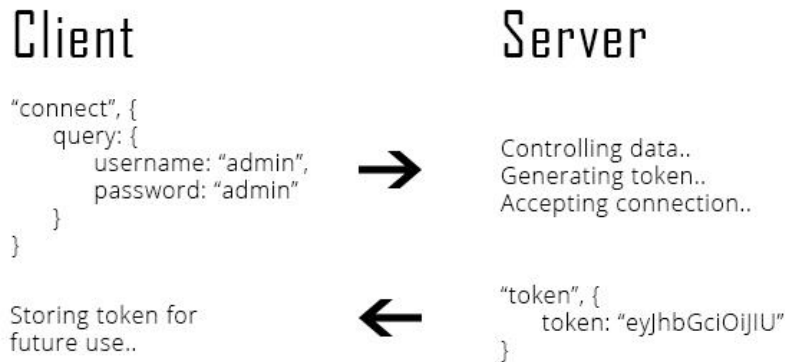 Client
“connect”, {
query: {
username: “admin”,
password: “admin”
}
}
Server
Controlling data..
Generating token..
Accepting connection..
“token”, {
token: “eyJhbGciOiJIU”
}
Storing token for
future use..